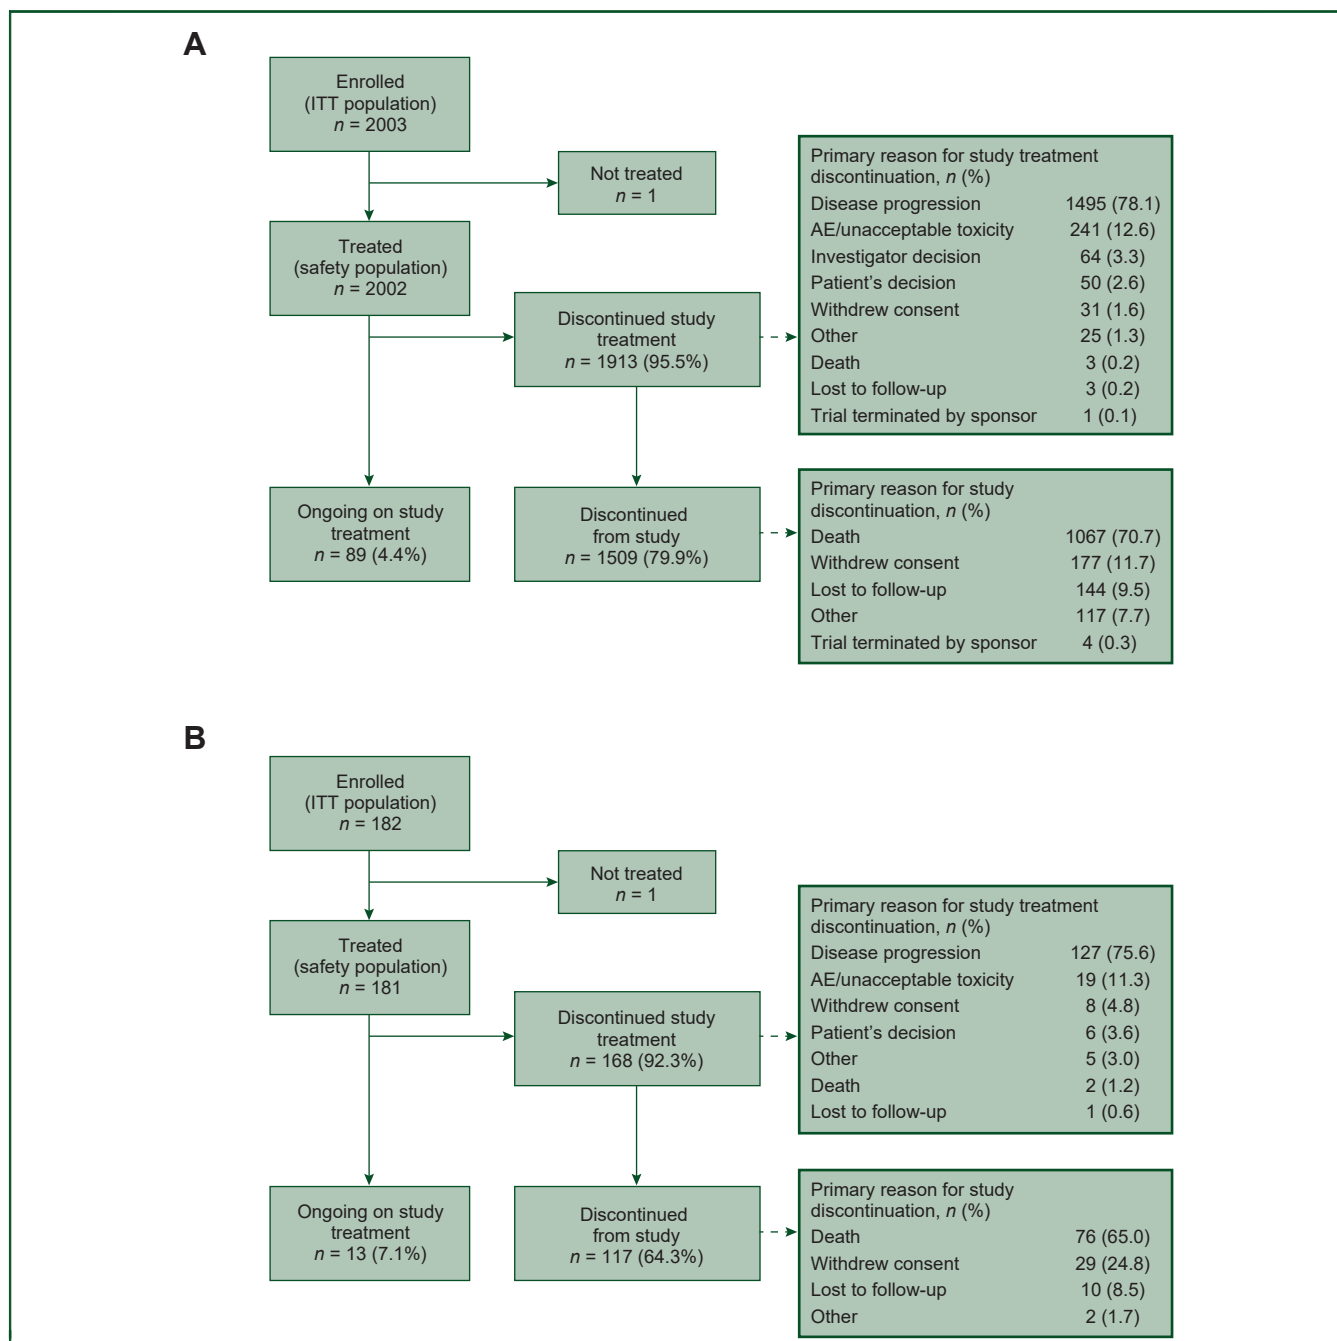 A
Enrolled
(ITT population)
n = 2003
Not treated
n = 1
Treated
(safety population)
n = 2002
Discontinued study
treatment
n = 1913 (95.5%)
Primary reason for study treatment
discontinuation, n (%)
Disease progression 1495 (78.1)
AE/unacceptable toxicity 241 (12.6)
Investigator decision 64 (3.3)
Patient's decision 50 (2.6)
Withdrew consent 31 (1.6)
Other 25 (1.3)
Death 3 (0.2)
Lost to follow-up 3 (0.2)
Trial terminated by sponsor 1 (0.1)
Ongoing on study
treatment
n = 89 (4.4%)
Discontinued
from study
n = 1509 (79.9%)
Primary reason for study
discontinuation, n (%)
Death 1067 (70.7)
Withdrew consent 177 (11.7)
Lost to follow-up 144 (9.5)
Other 117 (7.7)
Trial terminated by sponsor 4 (0.3)
B
Enrolled
(ITT population)
n = 182
Not treated
n = 1
Treated
(safety population)
n = 181
Discontinued study
treatment
n = 168 (92.3%)
Primary reason for study treatment
discontinuation, n (%)
Disease progression 127 (75.6)
AE/unacceptable toxicity 19 (11.3)
Withdrew consent 8 (4.8)
Patient's decision 6 (3.6)
Other 5 (3.0)
Death 2 (1.2)
Lost to follow-up 1 (0.6)
Ongoing on study
treatment
n = 13 (7.1%)
Discontinued
from study
n = 117 (64.3%)
Primary reason for study
discontinuation, n (%)
Death 76 (65.0)
Withdrew consent 29 (24.8)
Lost to follow-up 10 (8.5)
Other 2 (1.7)